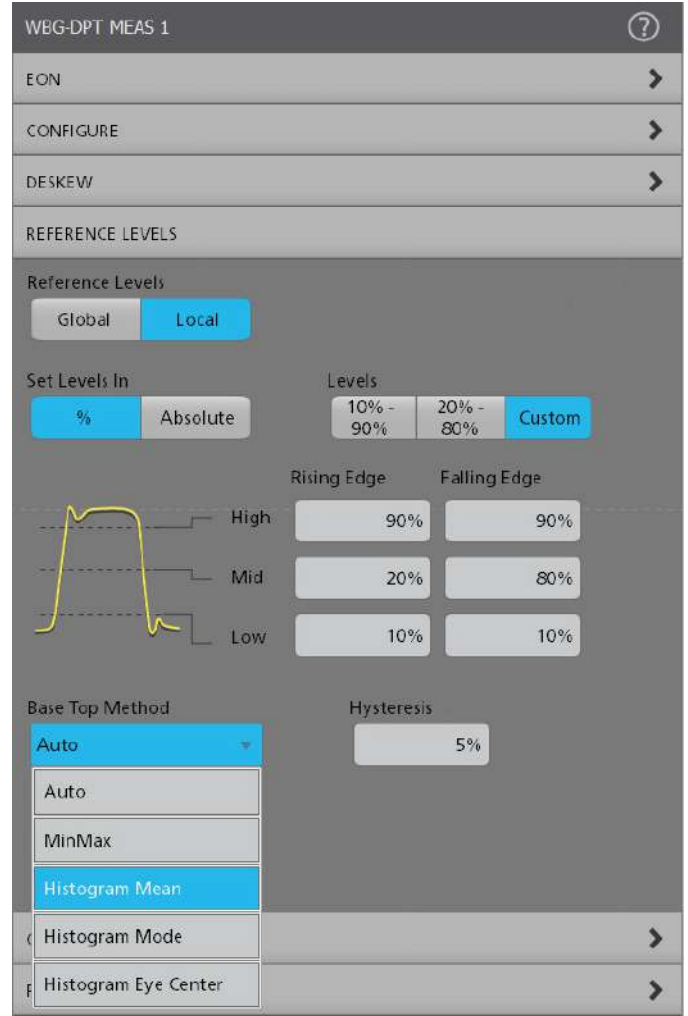 WBG-DPT MEAS 1
?
EON
CONFIGURE
DESKEW
REFERENCE LEVELS
Reference Levels
Global Local
Set Levels In Levels
% Absolute 10% - 90% 20% - 80% Custom
Rising Edge Falling Edge
High 90% 90%
Mid 20% 80%
Low 10% 10%
Base Top Method Hysteresis
Auto 5%
Auto
MinMax
Histogram Mean
Histogram Mode
Histogram Eye Center